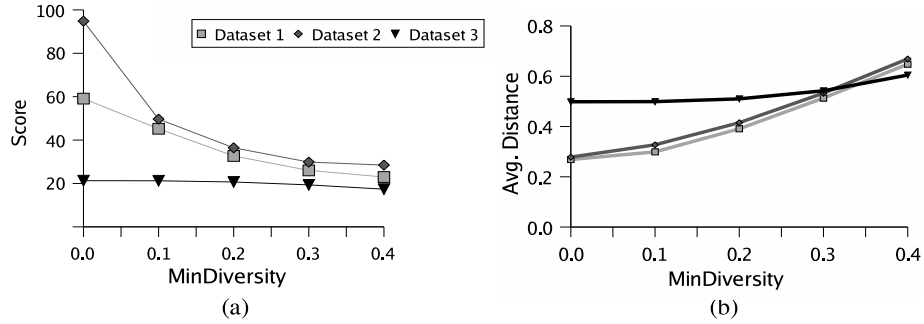 100
80
60
40
20
Score
Dataset 1 Dataset 2 Dataset 3
0.0 0.1 0.2 0.3 0.4
MinDiversity
(a)
0.8
0.6
0.4
0.2
0.0
Avg. Distance
0.0 0.1 0.2 0.3 0.4
MinDiversity
(b)